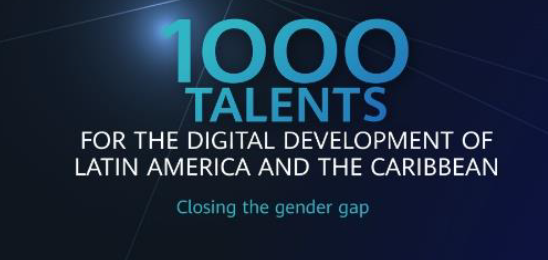 1000
TALENTS
FOR THE DIGITAL DEVELOPMENT OF
LATIN AMERICA AND THE CARIBBEAN
Closing the gender gap